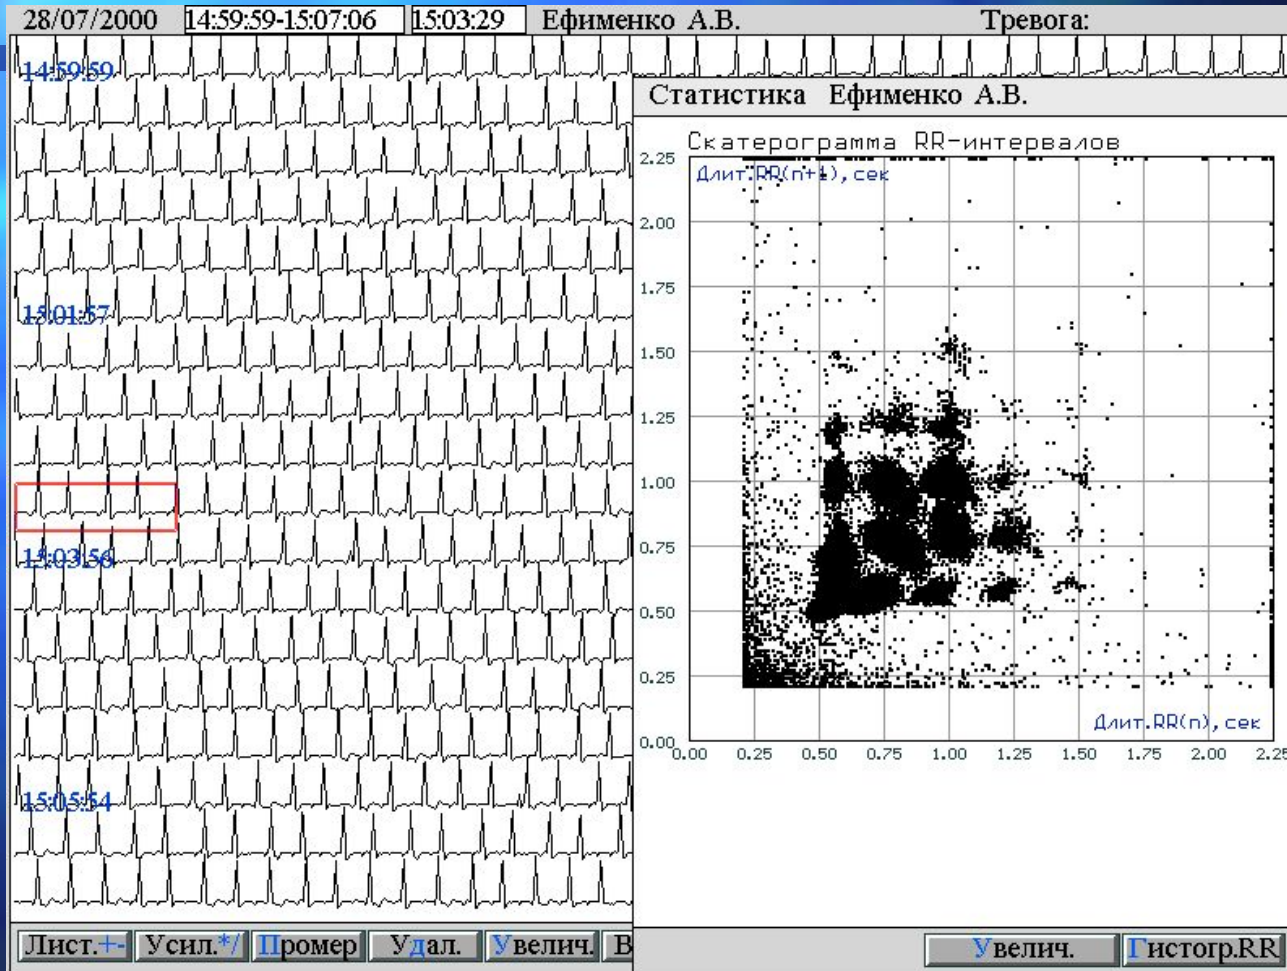 28/07/2000 14:59:59-15:07:06 15:03:29 Ефименко А.В. Тревога:
14:59:59
Статистика Ефименко А.В.
Скатерограмма RR-интервалов
Длит.RR(n+1), сек
2.25
2.00
1.75
15:01:57
1.50
1.25
1.00
0.75
15:03:56
0.50
0.25
Длит.RR(n), сек
0.00
0.00 0.25 0.50 0.75 1.00 1.25 1.50 1.75 2.00 2.25
15:05:54
Лист.+- Усил.*/ Промер Удал. Увелич. В
Увелич. Гистогр.RR